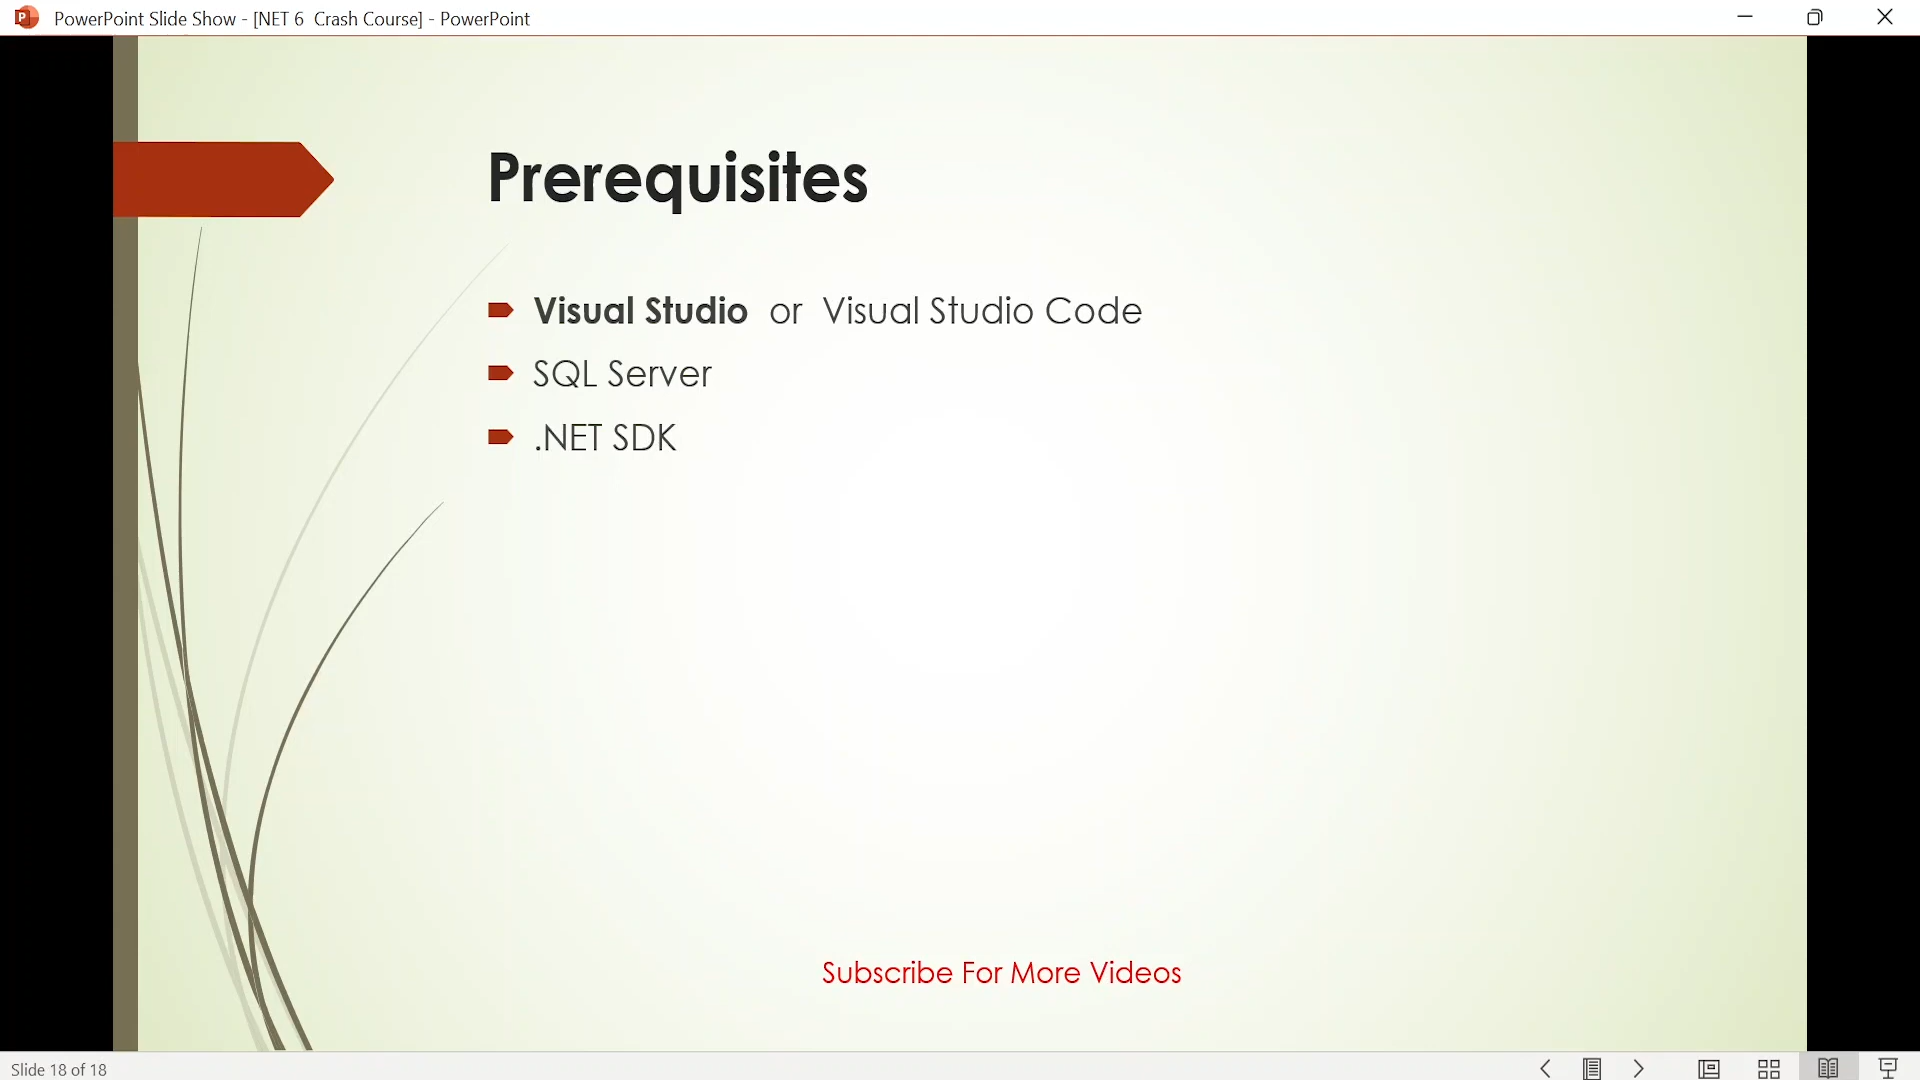 PowerPoint Slide Show - [NET 6  Crash Course] - PowerPoint
Prerequisites
Visual Studio  or  Visual Studio Code
SQL Server
.NET SDK
Subscribe For More Videos
Slide 18 of 18